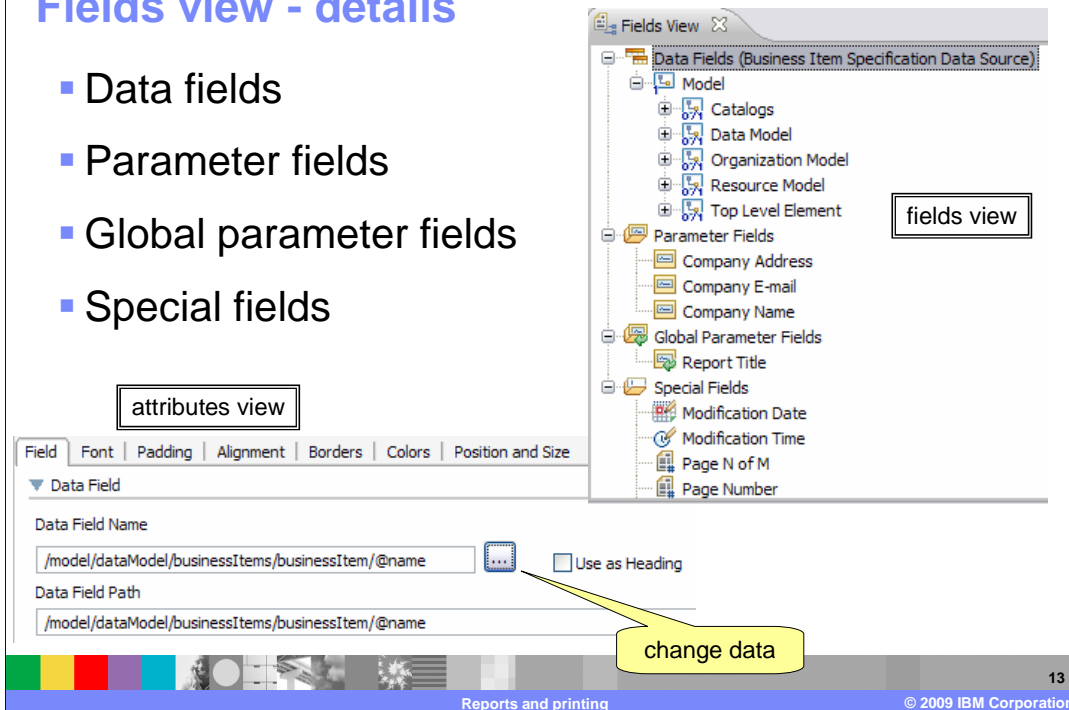 Fields view - details
Data fields
Parameter fields
Global parameter fields
Special fields
Fields View
Data Fields (Business Item Specification Data Source)
Model
Catalogs
Data Model
Organization Model
Resource Model
Top Level Element
Parameter Fields
Company Address
Company E-mail
Company Name
Global Parameter Fields
Report Title
Special Fields
Modification Date
Modification Time
Page N of M
Page Number
fields view
attributes view
Field Font Padding Alignment Borders Colors Position and Size
Data Field
Data Field Name
/model/dataModel/businessItems/businessItem/@name ... Use as Heading
Data Field Path
/model/dataModel/businessItems/businessItem/@name
change data
13
Reports and printing © 2009 IBM Corporation